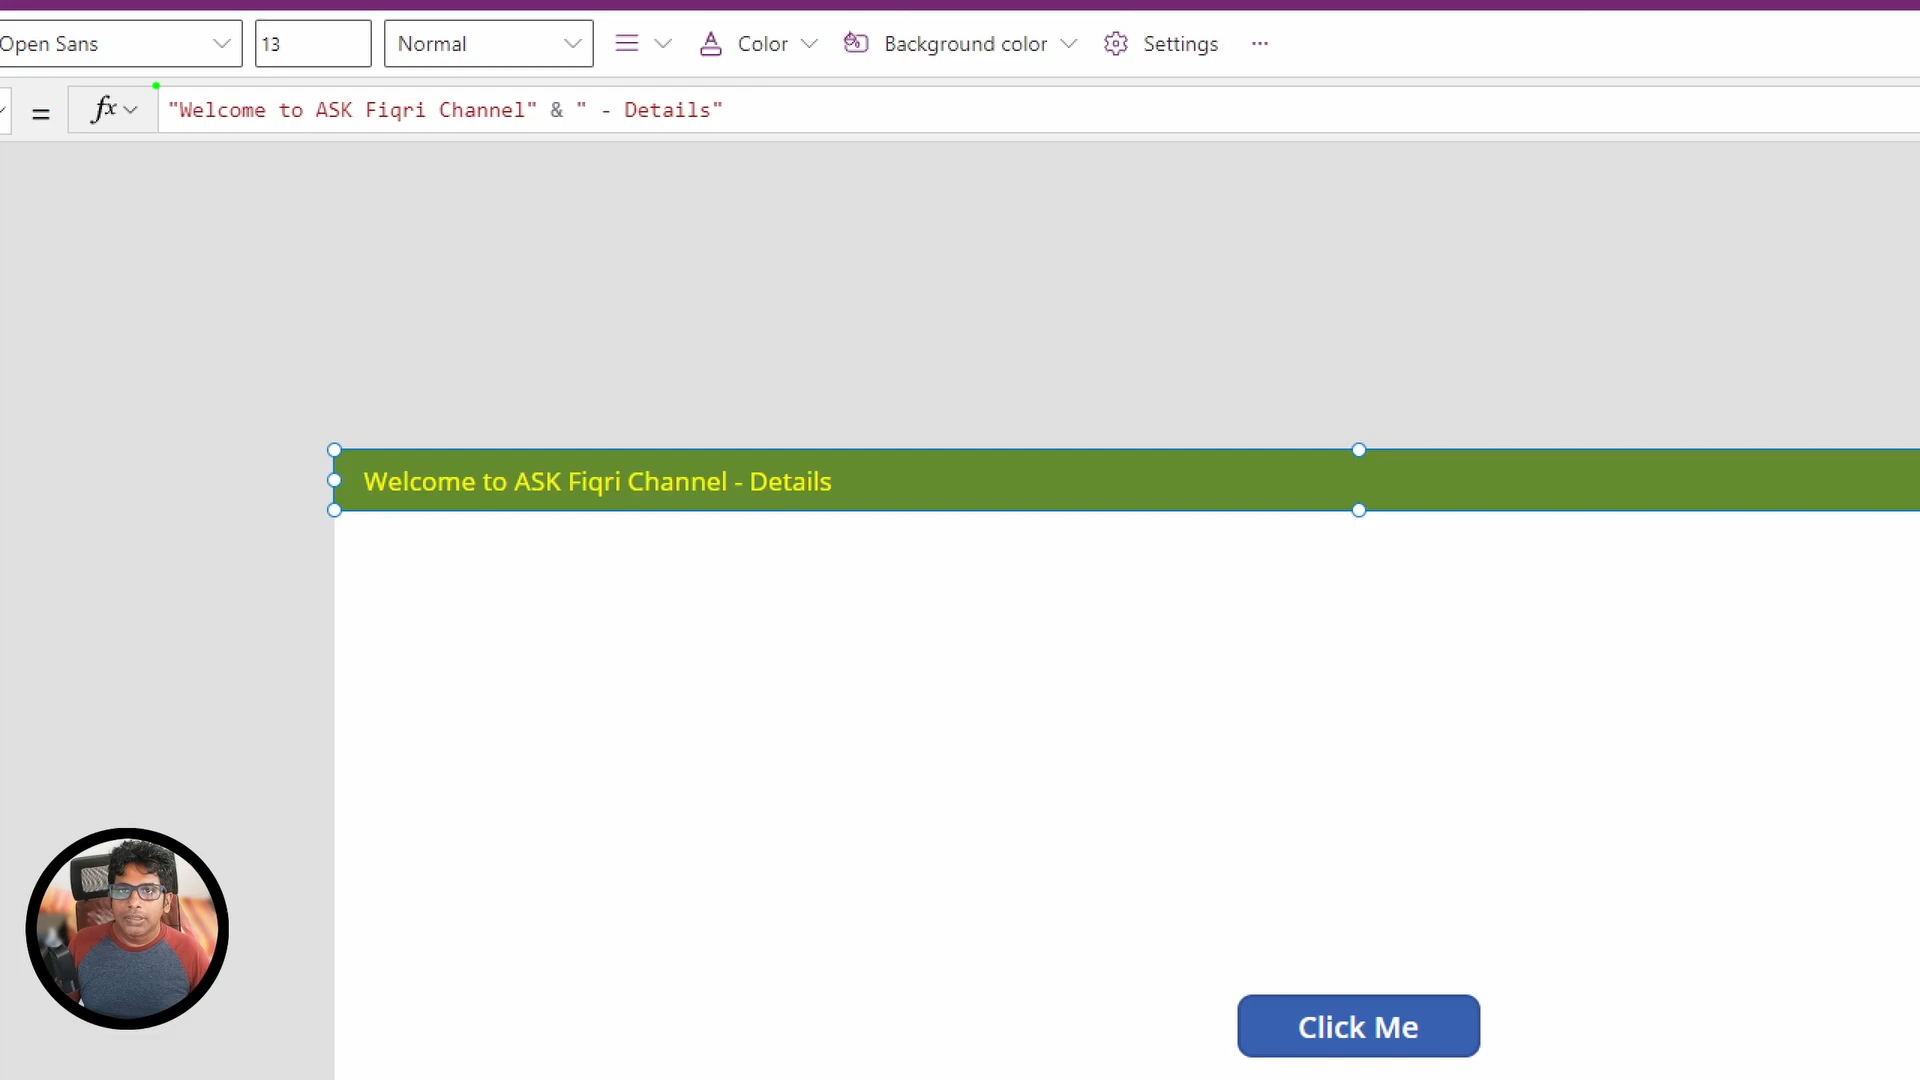 Open Sans
13
Normal
Color
Background color
Settings
...
=
fx
"Welcome to ASK Fiqri Channel" & " - Details"
Welcome to ASK Fiqri Channel - Details
Click Me